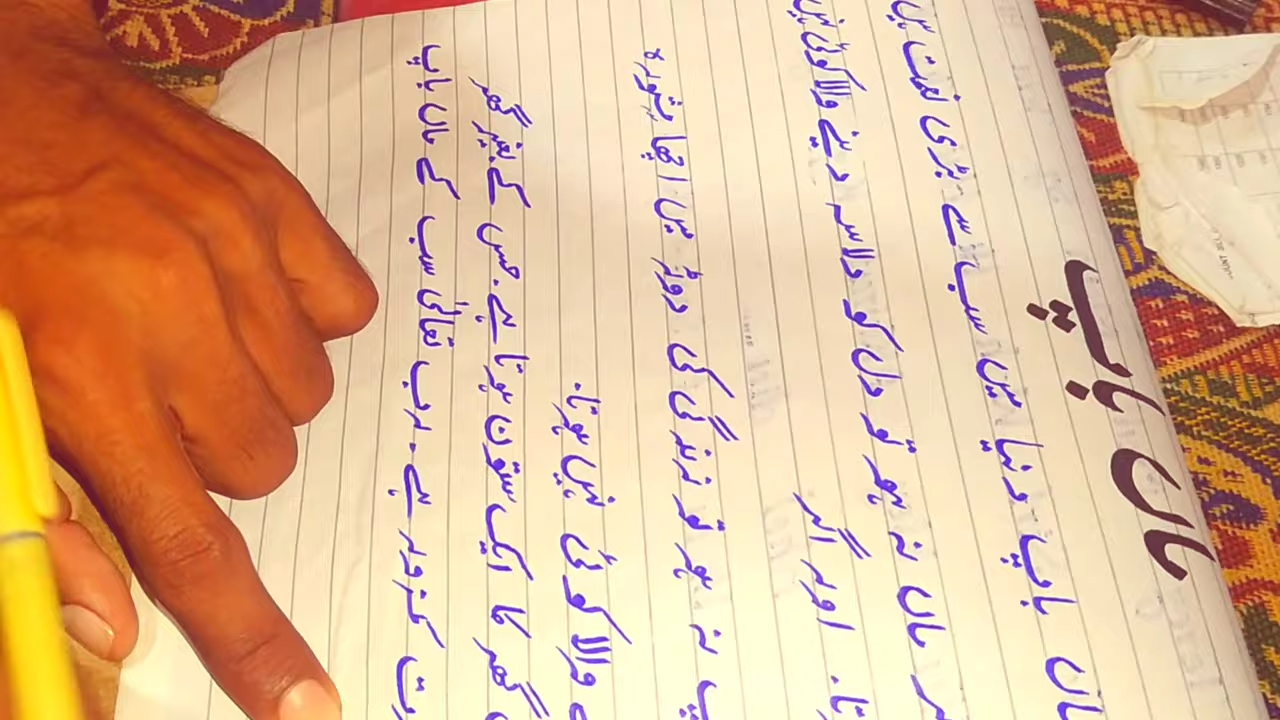 ماں باپ
ماں باپ دنیا میں سب سے بڑی نعمت ہیں
ماں نہ ہو تو دل کو دلاسہ دینے والا کوئی نہیں
اور اگر
نہ ہو تو زندگی کی دوڑ میں اچھا مشورہ
والا کوئی نہیں ہوتا۔
گھر کا ایک ستون ہوتا ہے۔ جس کے بغیر گھر
کمزور ہے۔ رب تعالیٰ سب کے ماں باپ